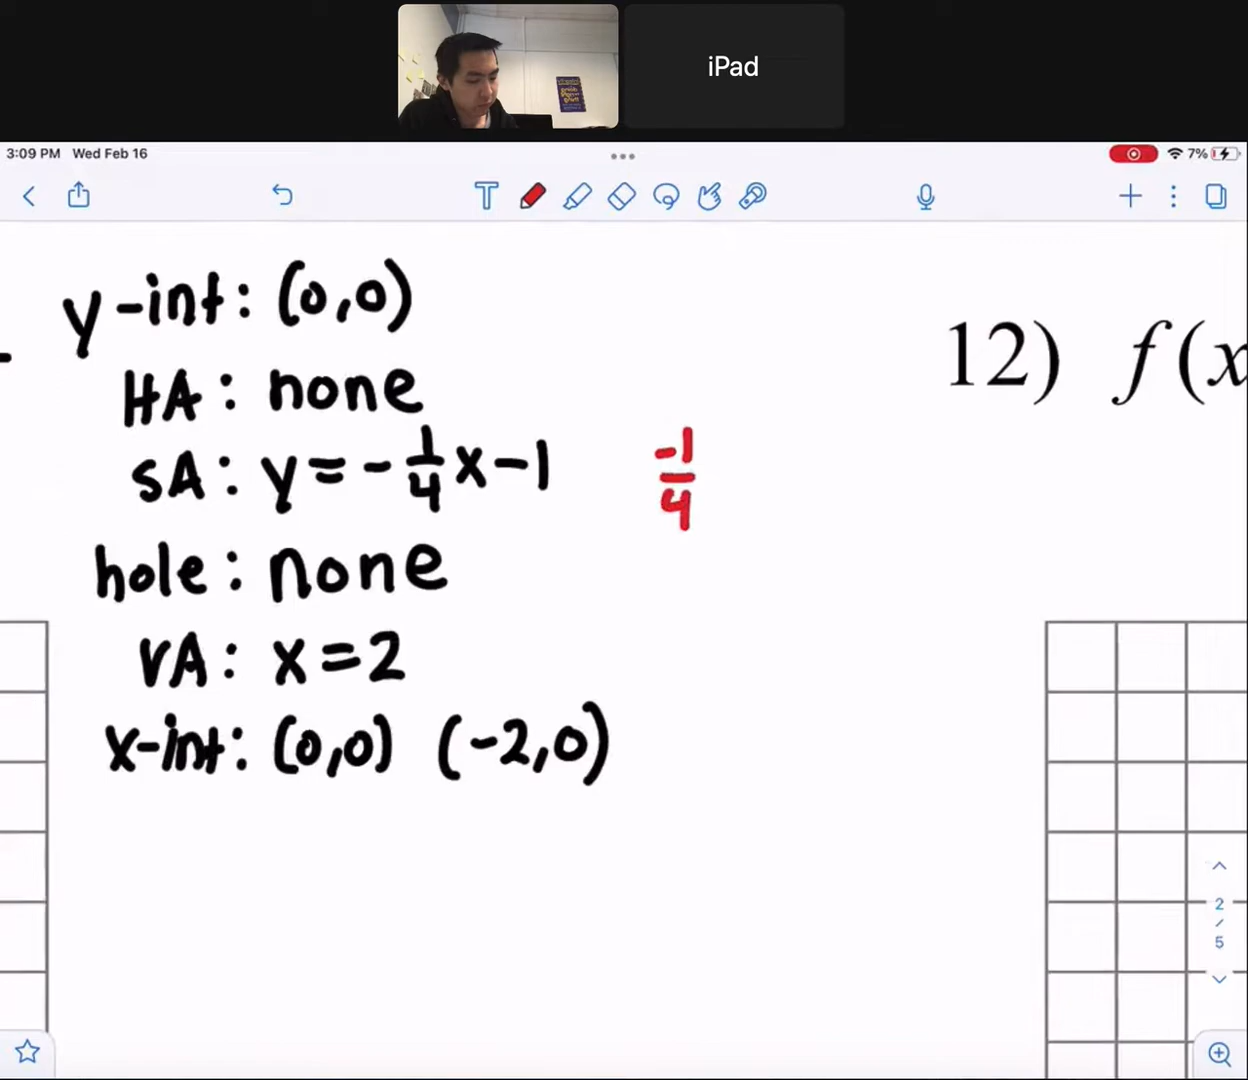 iPad
3:09 PM Wed Feb 16
7%
T
y-int: (0,0)
HA: none
SA: y = - 1/4 x - 1
-1/4
12) f(x
hole: none
VA: x = 2
x-int: (0,0) (-2,0)
2
/
5